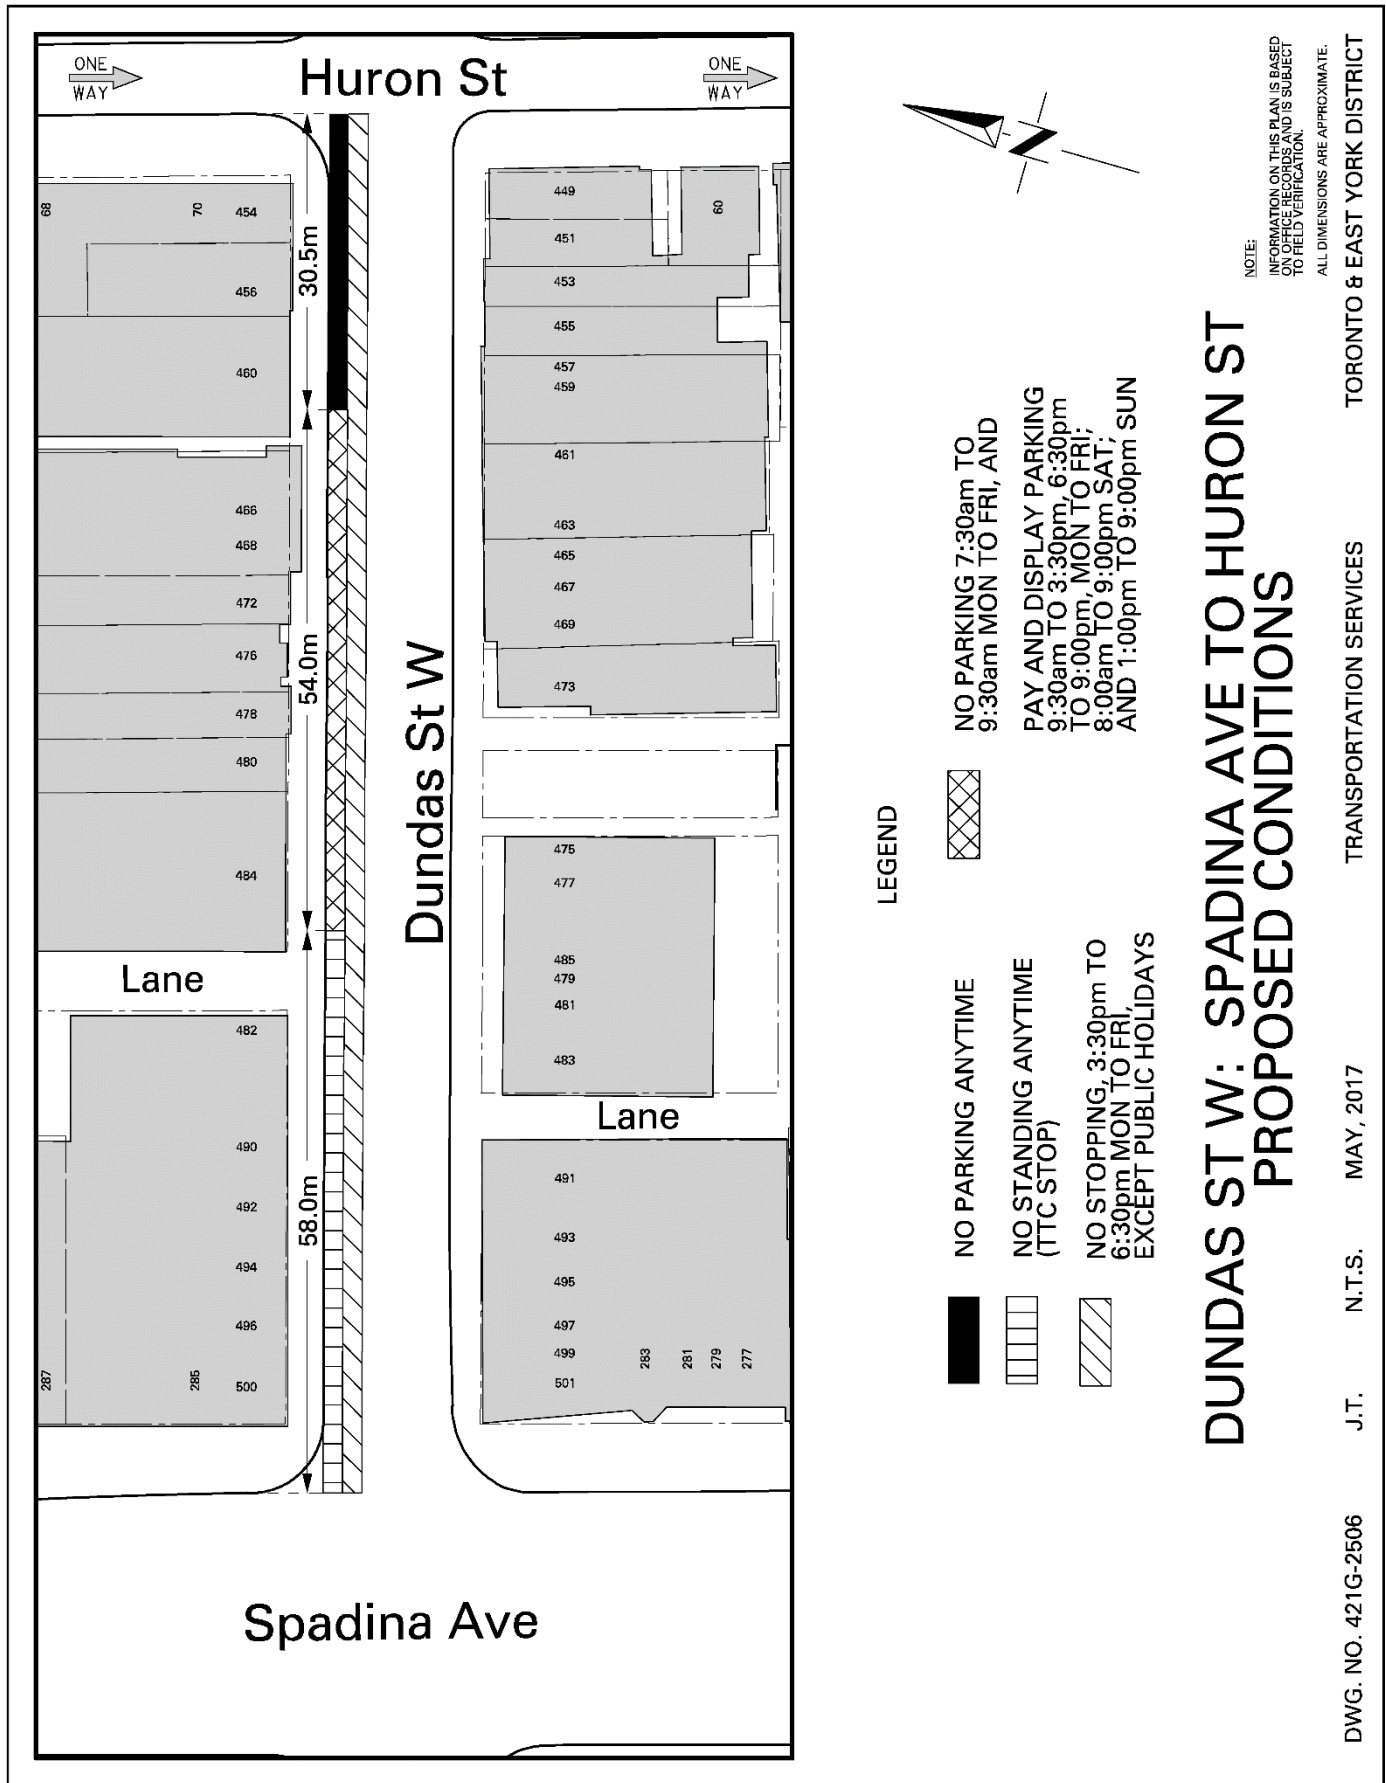 ONE
WAY
Huron St
ONE
WAY
68
70
454
456
460
466
468
472
476
478
480
484
Lane
482
490
492
494
496
287
285
500
30.5m
54.0m
58.0m
Dundas St W
449
60
451
453
455
457
459
461
463
465
467
469
473
475
477
485
479
481
483
Lane
491
493
495
497
499
501
283
281
279
277
Spadina Ave
LEGEND
NO PARKING ANYTIME
NO STANDING ANYTIME
(TTC STOP)
NO STOPPING, 3:30pm TO
6:30pm MON TO FRI,
EXCEPT PUBLIC HOLIDAYS
NO PARKING 7:30am TO
9:30am MON TO FRI, AND
PAY AND DISPLAY PARKING
9:30am TO 3:30pm, 6:30pm
TO 9:00pm, MON TO FRI;
8:00am TO 9:00pm SAT;
AND 1:00pm TO 9:00pm SUN
NOTE:
INFORMATION ON THIS PLAN IS BASED
ON OFFICE RECORDS AND IS SUBJECT
TO FIELD VERIFICATION.
ALL DIMENSIONS ARE APPROXIMATE.
DUNDAS ST W: SPADINA AVE TO HURON ST
PROPOSED CONDITIONS
DWG. NO. 421G-2506
J.T.
N.T.S.
MAY, 2017
TRANSPORTATION SERVICES
TORONTO & EAST YORK DISTRICT